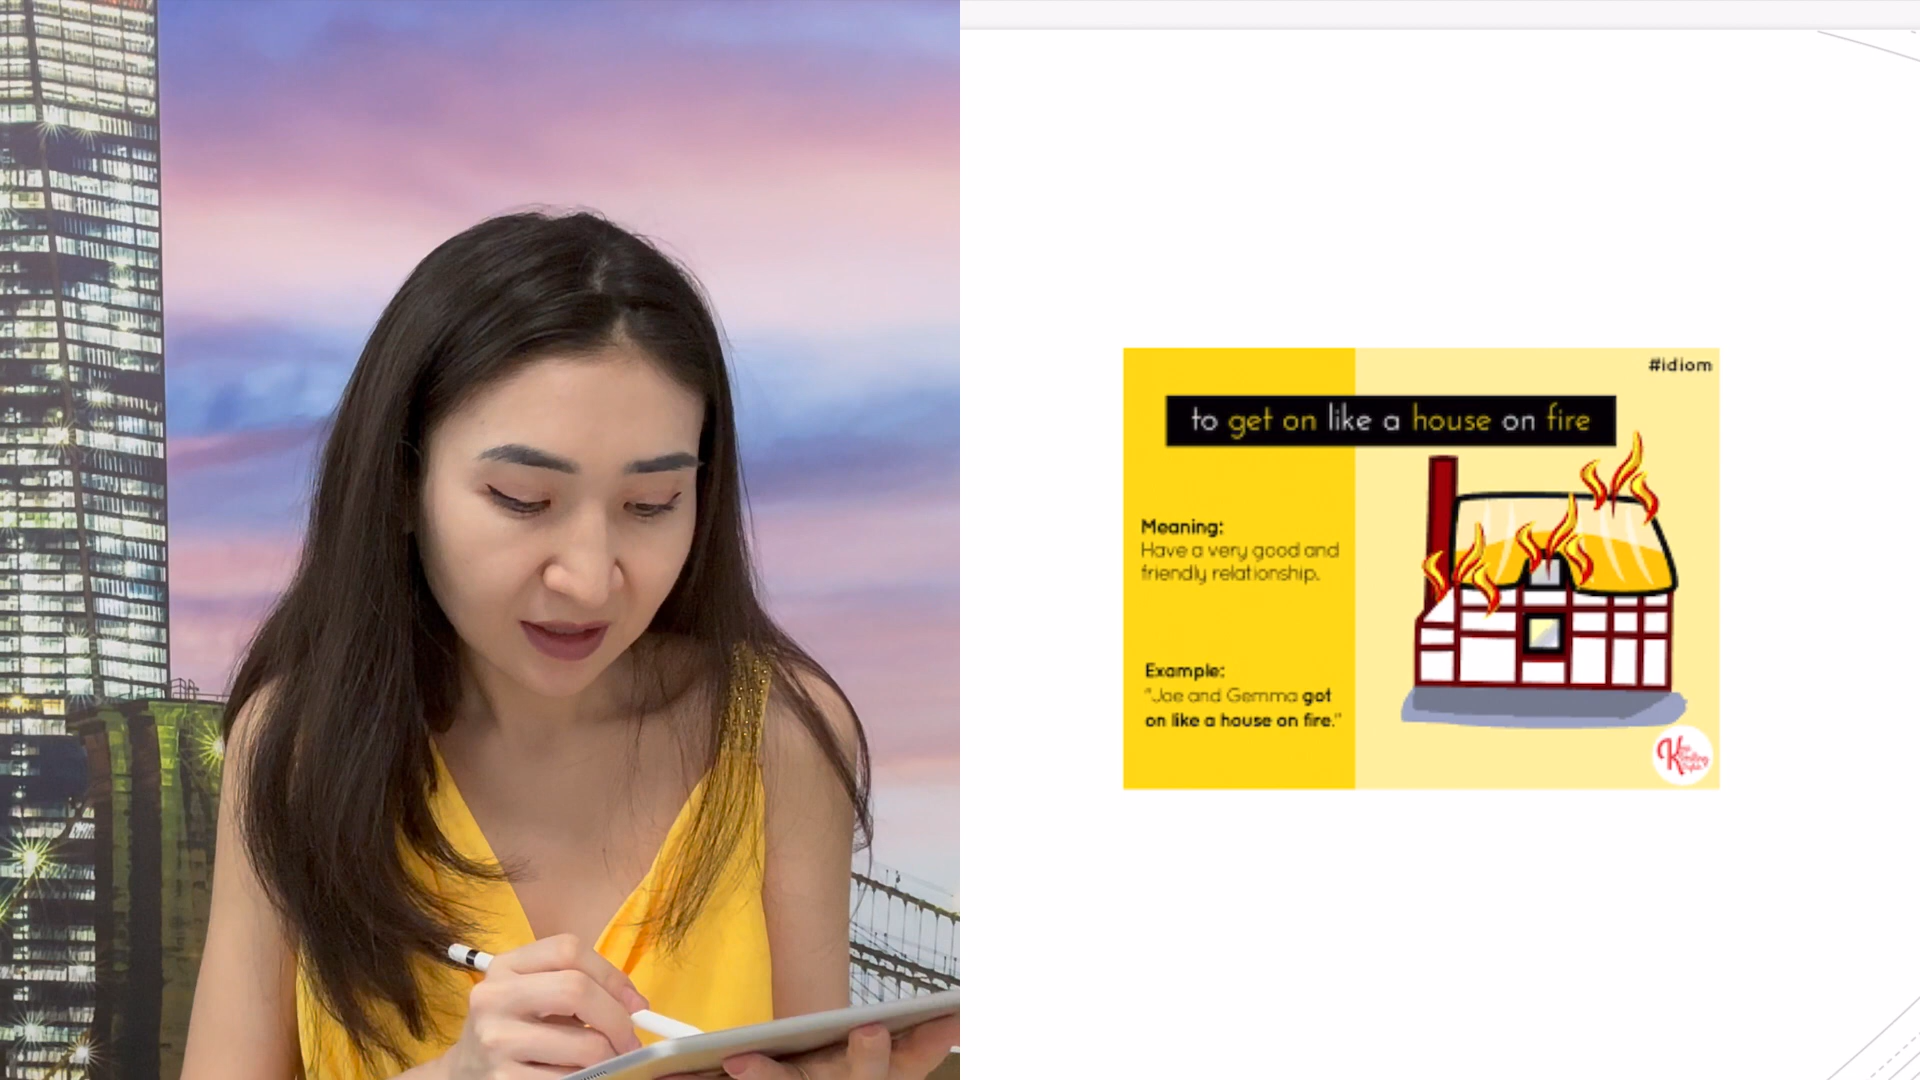 #idiom
to get on like a house on fire
Meaning:
Have a very good and
friendly relationship.
Example:
"Joe and Gemma got
on like a house on fire."